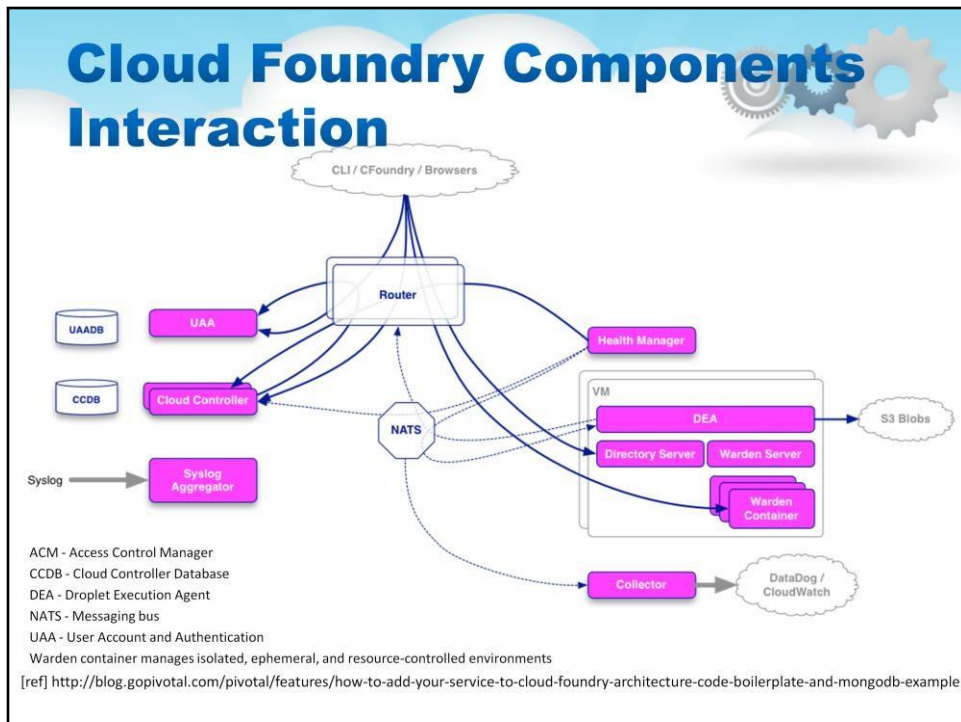 Cloud Foundry Components
Interaction
CLI / CFoundry / Browsers
Router
UAADB
UAA
Health Manager
CCDB
Cloud Controller
VM
NATS
DEA
S3 Blobs
Directory Server
Warden Server
Syslog
Syslog
Aggregator
Warden
Container
Collector
DataDog /
CloudWatch
ACM - Access Control Manager
CCDB - Cloud Controller Database
DEA - Droplet Execution Agent
NATS - Messaging bus
UAA - User Account and Authentication
Warden container manages isolated, ephemeral, and resource-controlled environments
[ref] http://blog.gopivotal.com/pivotal/features/how-to-add-your-service-to-cloud-foundry-architecture-code-boilerplate-and-mongodb-example